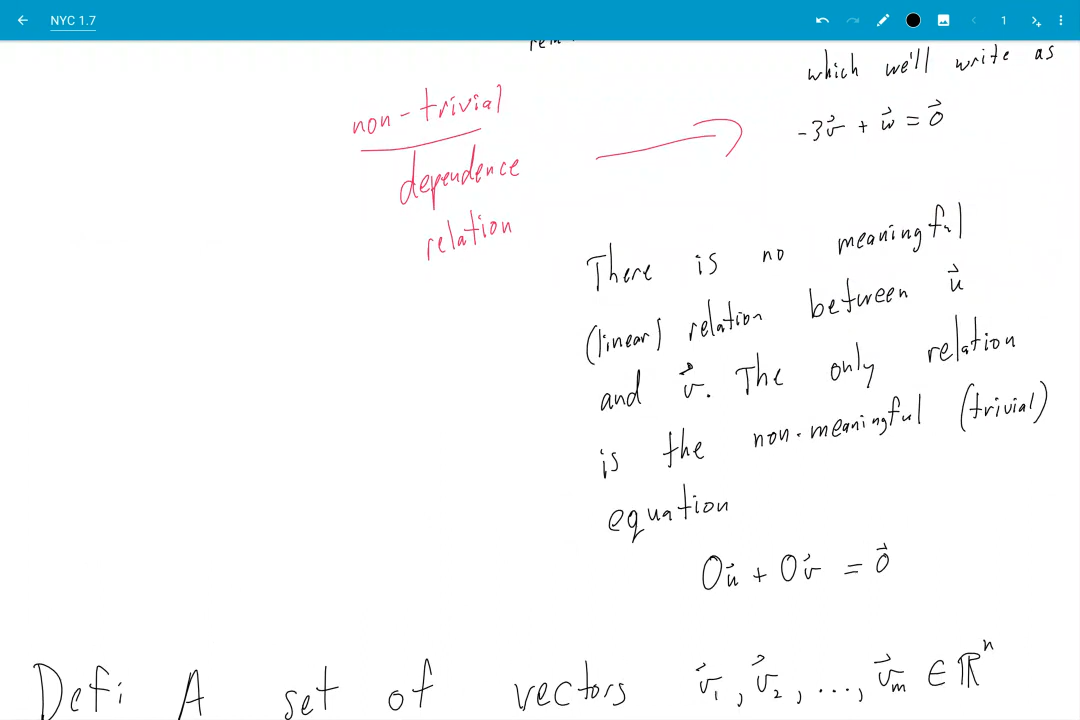 NYC 1.7
1
which we'll write as
non-trivial
-3v⃗ + w⃗ = 0⃗
dependence
relation
There is no meaningful
(linear) relation between u⃗
and v⃗. The only relation
is the non-meaningful (trivial)
equation
0u⃗ + 0v⃗ = 0⃗
Def: A set of vectors v⃗₁, v⃗₂, ..., v⃗ₘ ∈ ℝⁿ